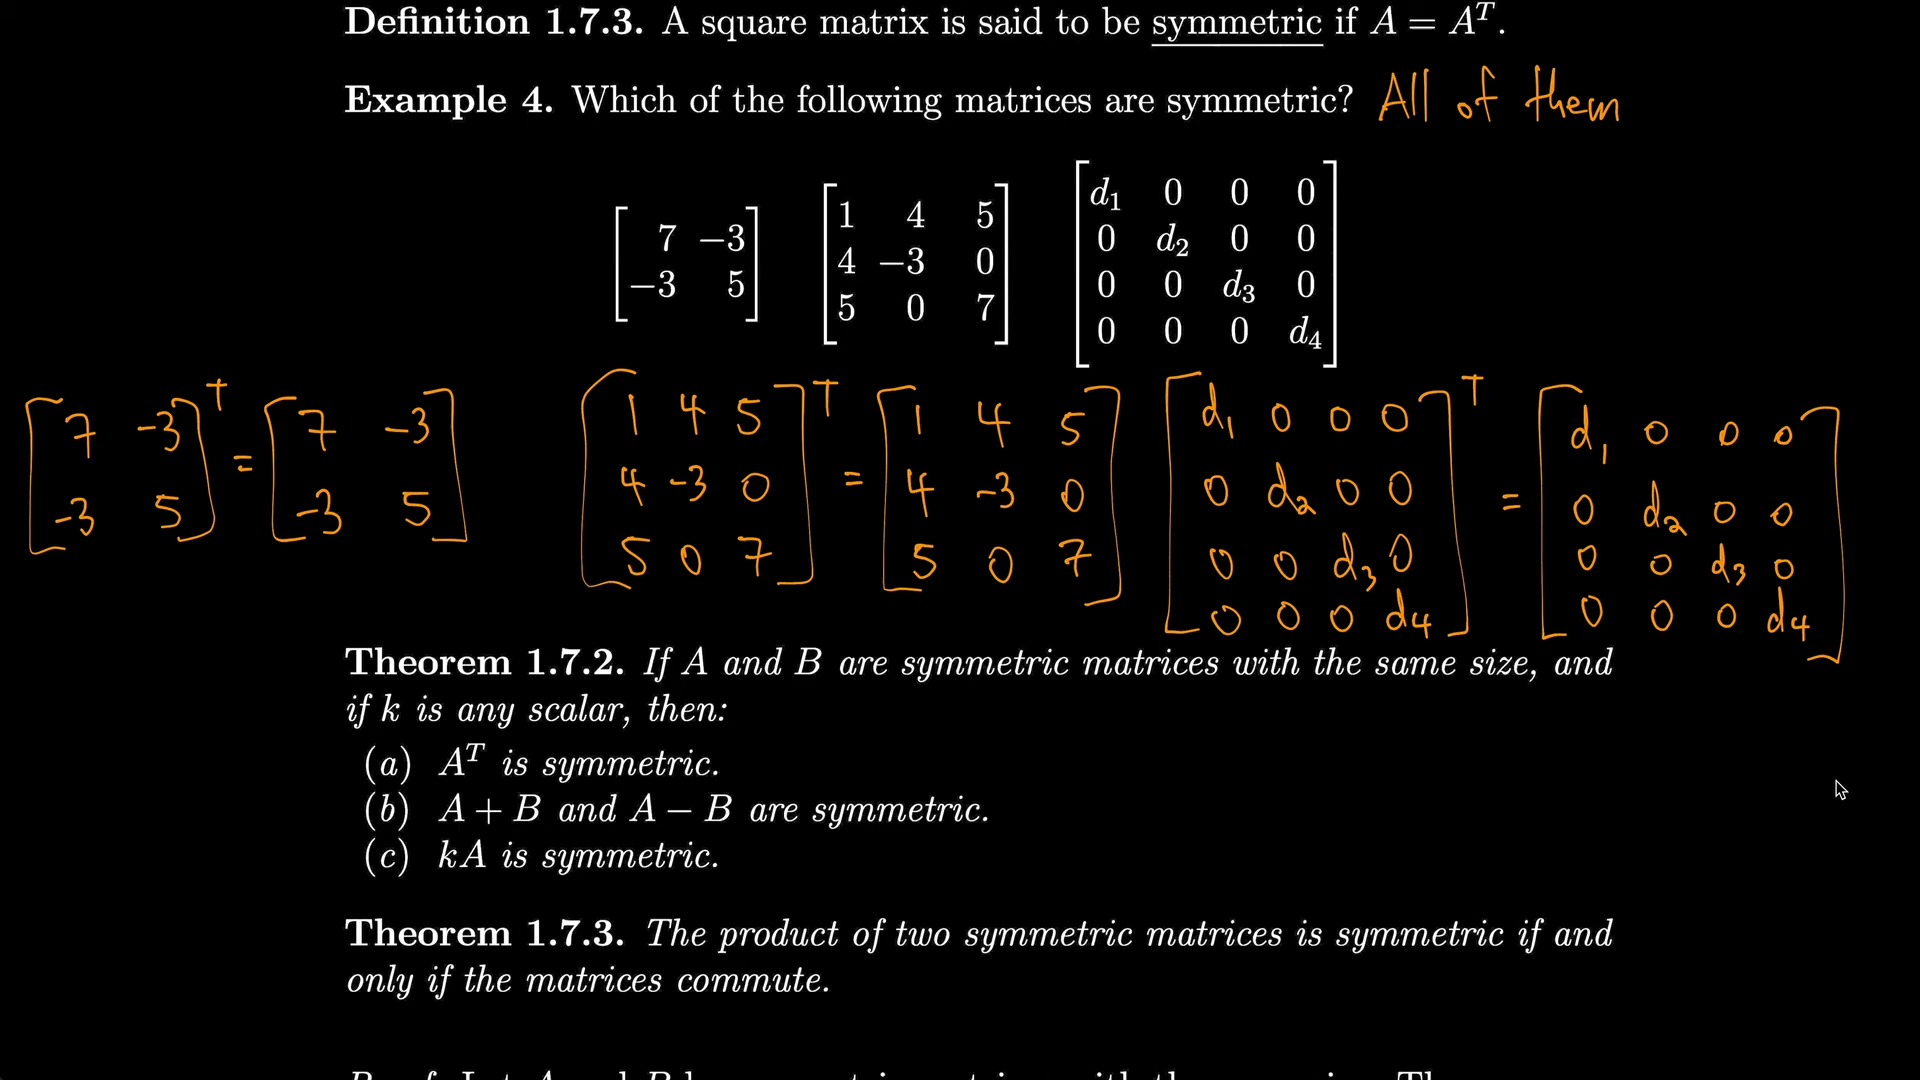 Definition 1.7.3. A square matrix is said to be symmetric if A = A^T.
Example 4. Which of the following matrices are symmetric? All of them
[7 −3; −3 5] [1 4 5; 4 −3 0; 5 0 7] [d₁ 0 0 0; 0 d₂ 0 0; 0 0 d₃ 0; 0 0 0 d₄]
[7 -3; -3 5]^T = [7 -3; -3 5] [1 4 5; 4 -3 0; 5 0 7]^T = [1 4 5; 4 -3 0; 5 0 7] [d₁ 0 0 0; 0 d₂ 0 0; 0 0 d₃ 0; 0 0 0 d₄]^T = [d₁ 0 0 0; 0 d₂ 0 0; 0 0 d₃ 0; 0 0 0 d₄]
Theorem 1.7.2. If A and B are symmetric matrices with the same size, and
if k is any scalar, then:
(a) A^T is symmetric.
(b) A + B and A − B are symmetric.
(c) kA is symmetric.
Theorem 1.7.3. The product of two symmetric matrices is symmetric if and
only if the matrices commute.